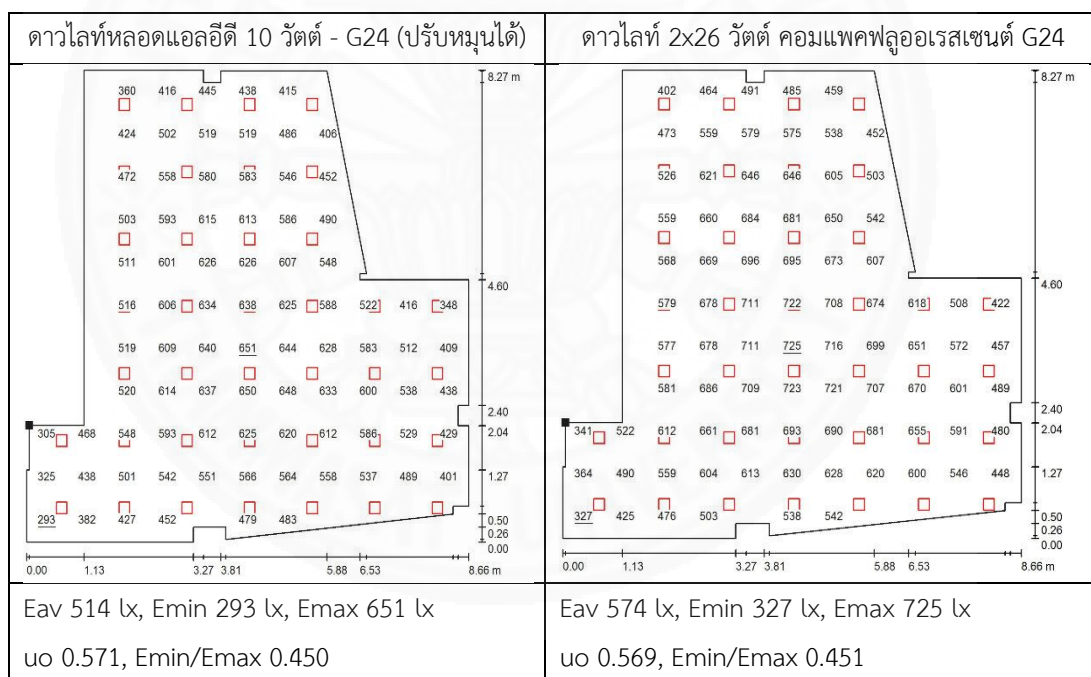 ดาวไลท์หลอดแอลอีดี 10 วัตต์ - G24 (ปรับหมุนได้)
8.27 m
360 416 445 438 415
424 502 519 519 486 406
472 558 580 583 546 452
503 593 615 613 586 490
511 601 626 626 607 548
4.60
516 606 634 638 625 588 522 416 348
519 609 640 651 644 628 583 512 409
520 614 637 650 648 633 600 538 438
2.40
2.04
305 468 548 593 612 625 620 612 586 529 429
325 438 501 542 551 566 564 558 537 489 401
1.27
293 382 427 452 479 483
0.50
0.26
0.00
0.00 1.13 3.27 3.81 5.88 6.53 8.66 m
Eav 514 lx, Emin 293 lx, Emax 651 lx
uo 0.571, Emin/Emax 0.450
ดาวไลท์ 2x26 วัตต์ คอมแพคฟลูออเรสเซนต์ G24
8.27 m
402 464 491 485 459
473 559 579 575 538 452
526 621 646 646 605 503
559 660 684 681 650 542
568 669 696 695 673 607
4.60
579 678 711 722 708 674 618 508 422
577 678 711 725 716 699 651 572 457
581 686 709 723 721 707 670 601 489
2.40
2.04
341 522 612 661 681 693 690 681 655 591 480
364 490 559 604 613 630 628 620 600 546 448
1.27
327 425 476 503 538 542
0.50
0.26
0.00
0.00 1.13 3.27 3.81 5.88 6.53 8.66 m
Eav 574 lx, Emin 327 lx, Emax 725 lx
uo 0.569, Emin/Emax 0.451